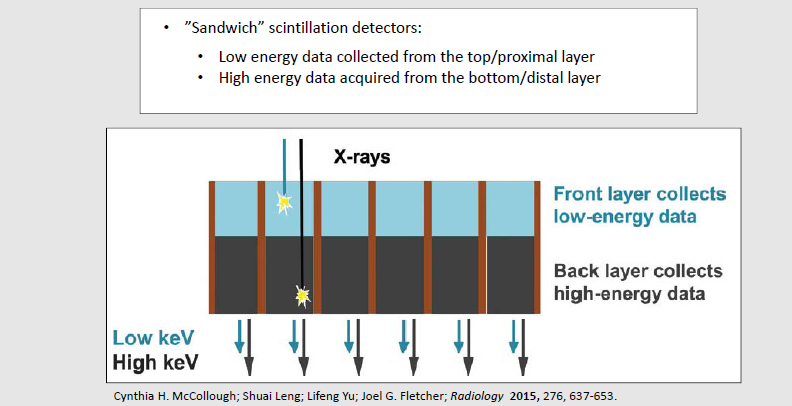 • ”Sandwich” scintillation detectors:
• Low energy data collected from the top/proximal layer
• High energy data acquired from the bottom/distal layer
X-rays
Front layer collects
low-energy data
Back layer collects
high-energy data
Low keV
High keV
Cynthia H. McCollough; Shuai Leng; Lifeng Yu; Joel G. Fletcher; Radiology 2015, 276, 637-653.